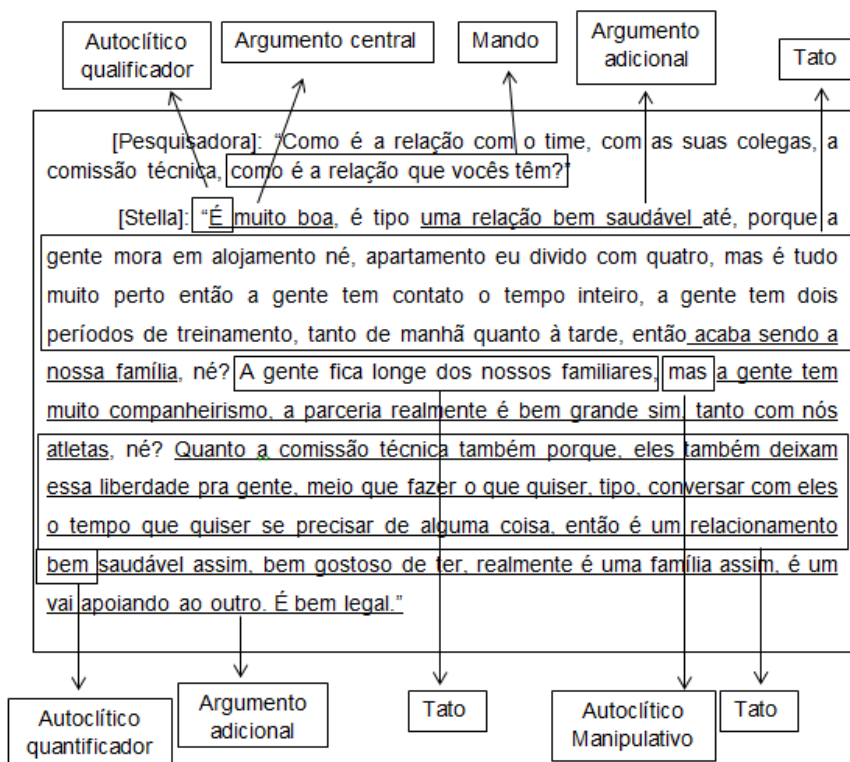 Autoclítico
qualificador
Argumento central
Mando
Argumento
adicional
Tato
[Pesquisadora]: “Como é a relação com o time, com as suas colegas, a
comissão técnica, como é a relação que vocês têm?”
[Stella]: “É muito boa, é tipo uma relação bem saudável até, porque a
gente mora em alojamento né, apartamento eu divido com quatro, mas é tudo
muito perto então a gente tem contato o tempo inteiro, a gente tem dois
períodos de treinamento, tanto de manhã quanto à tarde, então acaba sendo a
nossa família, né? A gente fica longe dos nossos familiares, mas a gente tem
muito companheirismo, a parceria realmente é bem grande sim, tanto com nós
atletas, né? Quanto a comissão técnica também porque, eles também deixam
essa liberdade pra gente, meio que fazer o que quiser, tipo, conversar com eles
o tempo que quiser se precisar de alguma coisa, então é um relacionamento
bem saudável assim, bem gostoso de ter, realmente é uma família assim, é um
vai apoiando ao outro. É bem legal.”
Autoclítico
quantificador
Argumento
adicional
Tato
Autoclítico
Manipulativo
Tato